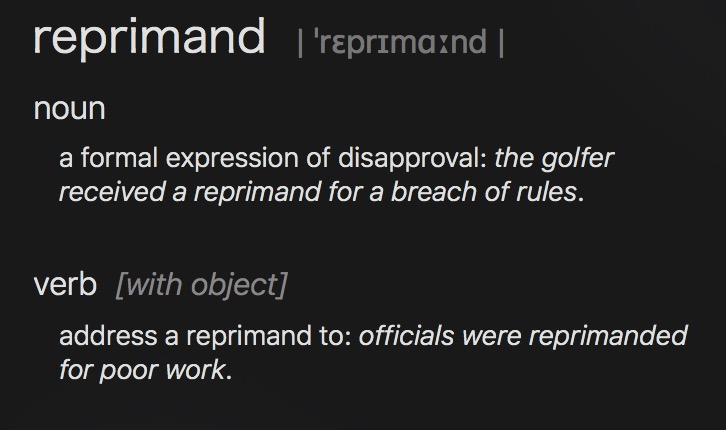 reprimand | ˈrɛprɪmɑːnd |
noun
a formal expression of disapproval: the golfer
received a reprimand for a breach of rules.
verb [with object]
address a reprimand to: officials were reprimanded
for poor work.